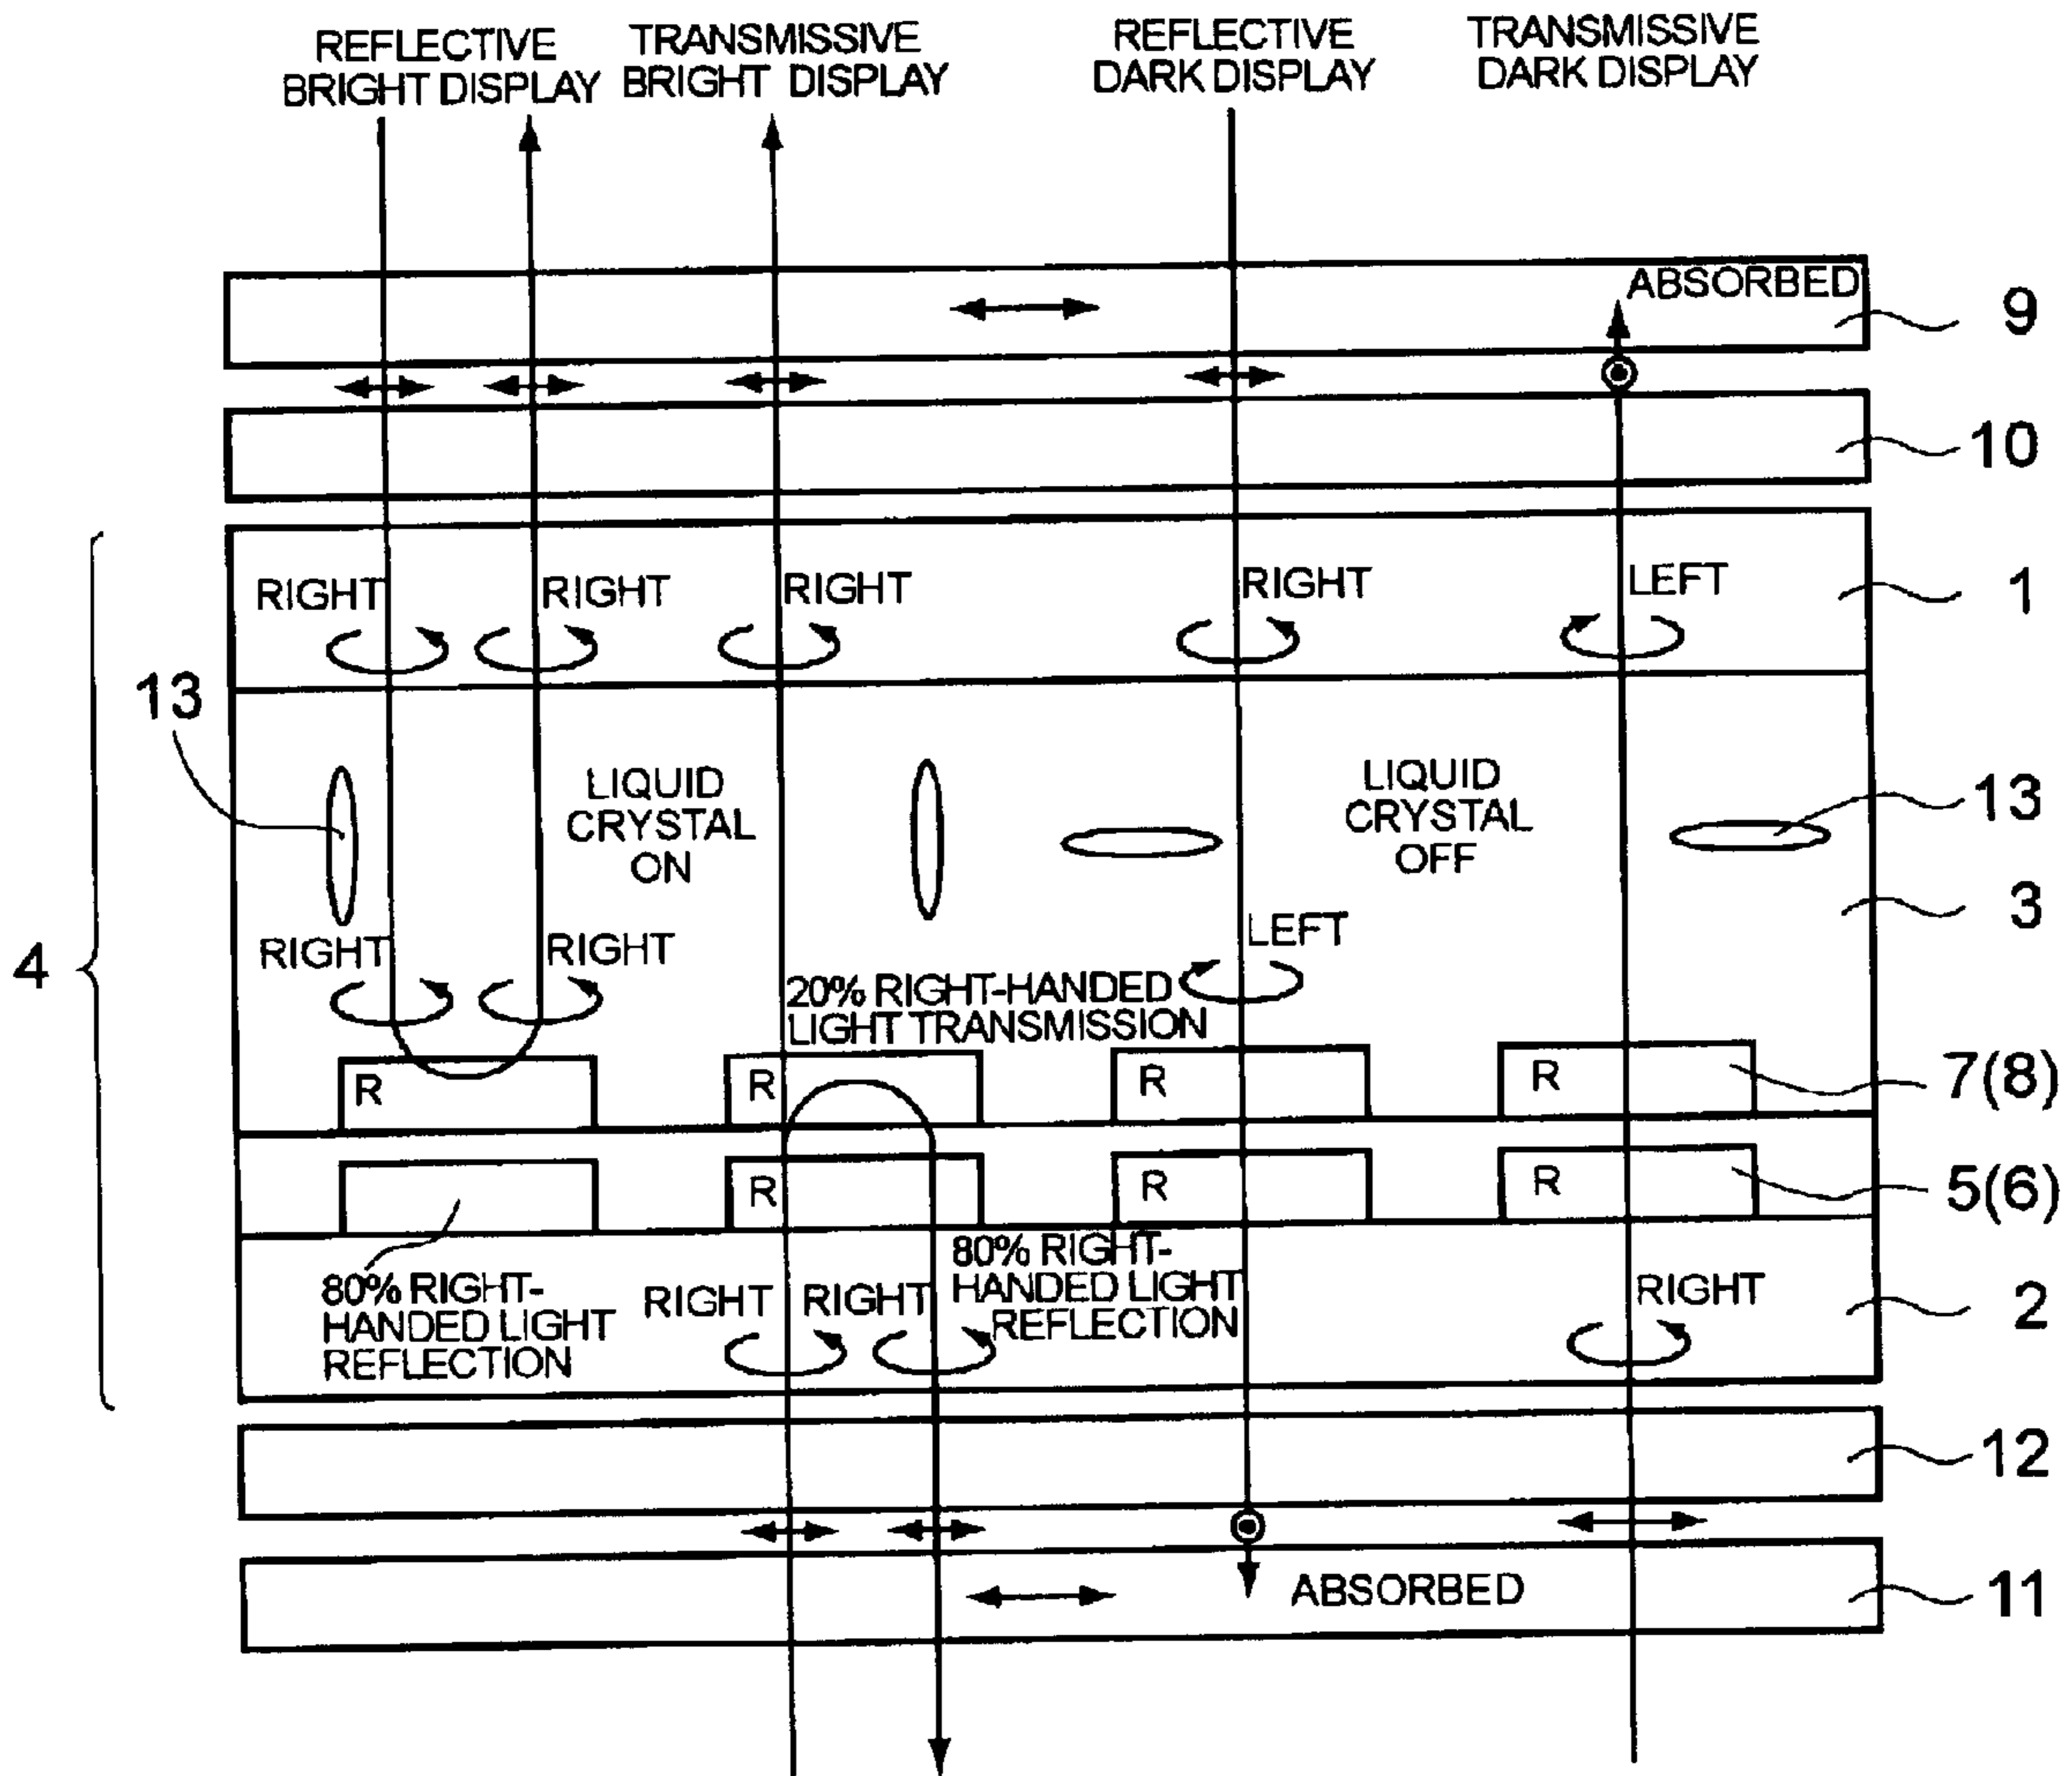 REFLECTIVE
BRIGHT DISPLAY
TRANSMISSIVE
BRIGHT DISPLAY
REFLECTIVE
DARK DISPLAY
TRANSMISSIVE
DARK DISPLAY
ABSORBED
9
10
RIGHT
RIGHT
RIGHT
RIGHT
LEFT
1
13
LIQUID
CRYSTAL
ON
LIQUID
CRYSTAL
OFF
13
3
4
RIGHT
RIGHT
LEFT
20% RIGHT-HANDED
LIGHT TRANSMISSION
R
R
R
R
7(8)
R
R
R
5(6)
80% RIGHT-
HANDED LIGHT
REFLECTION
RIGHT
RIGHT
80% RIGHT-
HANDED LIGHT
REFLECTION
RIGHT
2
12
ABSORBED
11